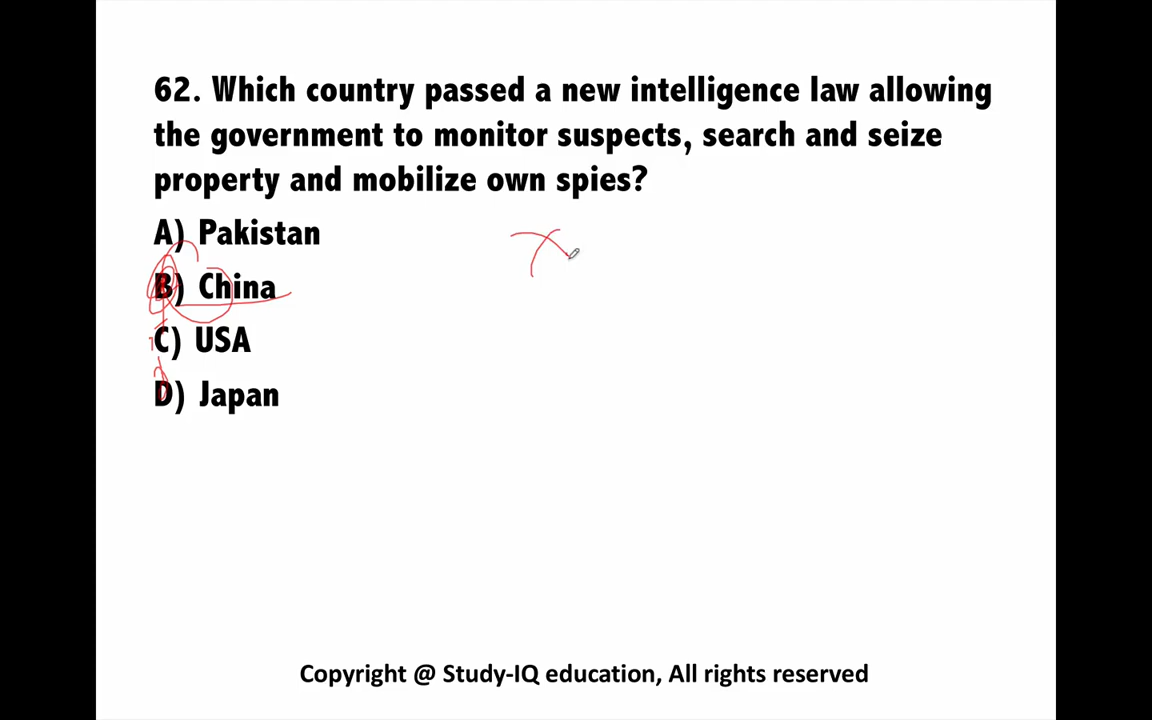 62. Which country passed a new intelligence law allowing
the government to monitor suspects, search and seize
property and mobilize own spies?
A) Pakistan
B) China
C) USA
D) Japan
Copyright @ Study-IQ education, All rights reserved